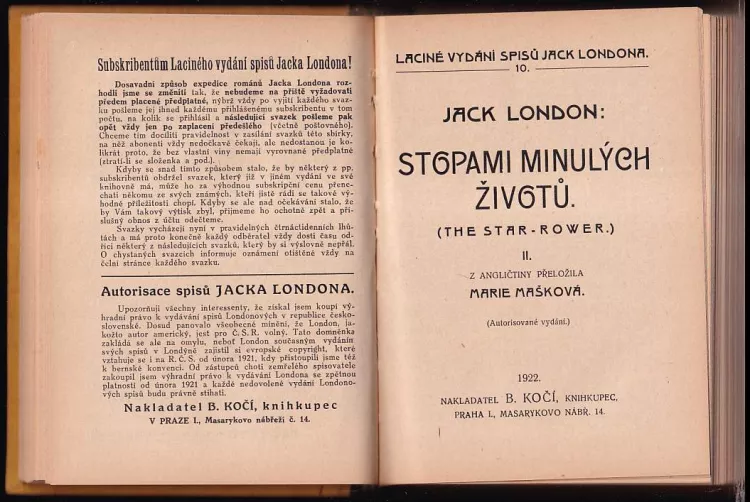 Subskribentům Laciného vydání spisů Jacka Londona!
Dosavadní způsob expedice románů Jacka Londona roz-
hodli jsme se změniti tak, že nebudeme na příště vyžadovati
předem placené předplatné, nýbrž vždy po vyjití každého svaz-
ku pošleme jej ihned každému přihlášenému subskribentu v tom
počtu, na kolik se přihlásil a následující svazek pošleme pak
opět vždy jen po zaplacení předešlého (včetně poštovného).
Chceme tím docíliti pravidelnost v zasílání svazků této sbírky,
na něž abonenti vždy nedočkavě čekají, ale nedostanou je ko-
likrát proto, že bez vlastní viny nemají vyrovnané předplatné
(ztratí-li se složenka a pod.).
Kdyby se snad tímto způsobem stalo, že by některý z pp.
subskribentů obdržel svazek, který již v jiném vydání ve své
knihovně má, může ho za výhodnou subskripční cenu přene-
chati někomu ze svých známých, kteří jistě rádi se takové vý-
hodné příležitosti chopí. Kdyby se ale nad očekávání stalo, že
by Vám takový výtisk zbyl, přijmeme ho ochotně zpět a pří-
slušný obnos z účtu odečteme.
Svazky vycházejí nyní v pravidelných čtrnáctidenních lhů-
tách a má proto konečně každý odběratel vždy dosti času od-
říci některý z následujících svazků, který by si výslovně nepřál.
O chystaných svazcích informuje oznámení otištěné vždy na
čelní stránce každého svazku.
Autorisace spisů JACKA LONDONA.
Upozorňuji všechny interessenty, že získal jsem koupí vý-
hradní právo k vydávání spisů Londonových v republice česko-
slovenské. Dosud panovalo všeobecné mínění, že London, ja-
kožto autor americký, jest pro Č. S. R. volný. Tato domněnka
zakládá se ale na omylu, neboť London současným vydáním
svých spisů v Londýně zajistil si evropské copyright, které
vztahuje se i na R. Č. S. od února 1921, kdy přistoupili jsme též
k bernské konvenci. Od zástupců choti zemřelého spisovatele
zakoupil jsem výhradní právo k vydávání Londona se zpětnou
platností od února 1921 a každé nedovolené vydání Londono-
vých spisů budu právně stíhati.
Nakladatel B. KOČÍ, knihkupec
V PRAZE I., Masarykovo nábřeží č. 14.
LACINÉ VYDÁNÍ SPISŮ JACK LONDONA.
10.
JACK LONDON:
STOPAMI MINULÝCH
ŽIVOTŮ.
(THE STAR-ROWER.)
II.
Z ANGLIČTINY PŘELOŽILA
MARIE MAŠKOVÁ.
(Autorisované vydání.)
1922.
NAKLADATEL B. KOČÍ, KNIHKUPEC,
PRAHA I., MASARYKOVO NÁBŘ. 14.